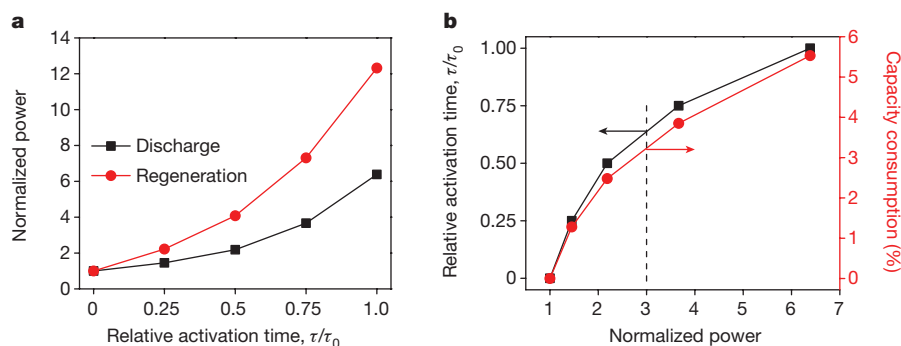 a
14
12
10
8
6
4
2
0
Normalized power
Discharge
Regeneration
0 0.25 0.5 0.75 1.0
Relative activation time, τ/τ0
b
1.00
0.75
0.50
0.25
0
Relative activation time, τ/τ0
6
5
4
3
2
1
0
Capacity consumption (%)
1 2 3 4 5 6 7
Normalized power